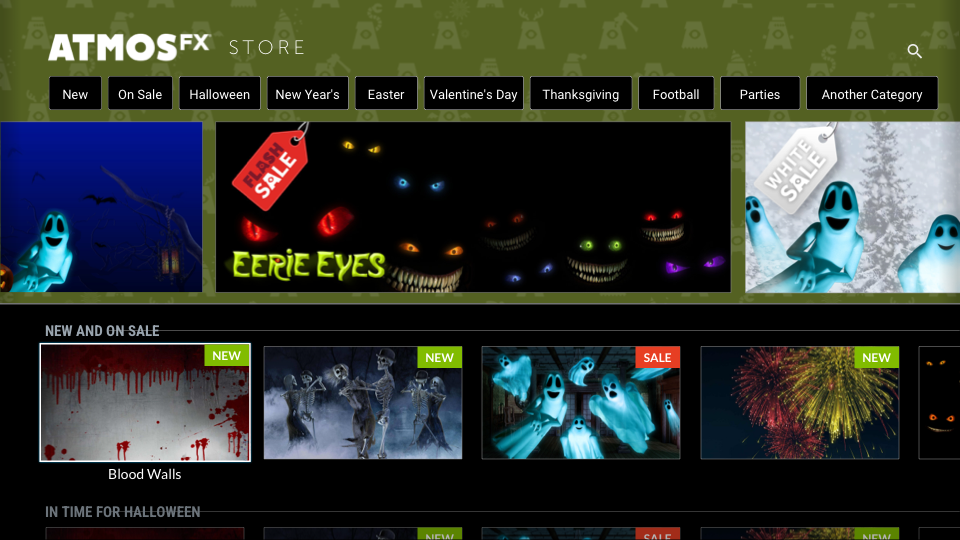 ATMOSFX STORE
New On Sale Halloween New Year's Easter Valentine's Day Thanksgiving Football Parties Another Category
FLASH
SALE
EERIE EYES
WHITE
SALE
NEW AND ON SALE
NEW NEW SALE NEW
Blood Walls
IN TIME FOR HALLOWEEN
NEW SALE NEW